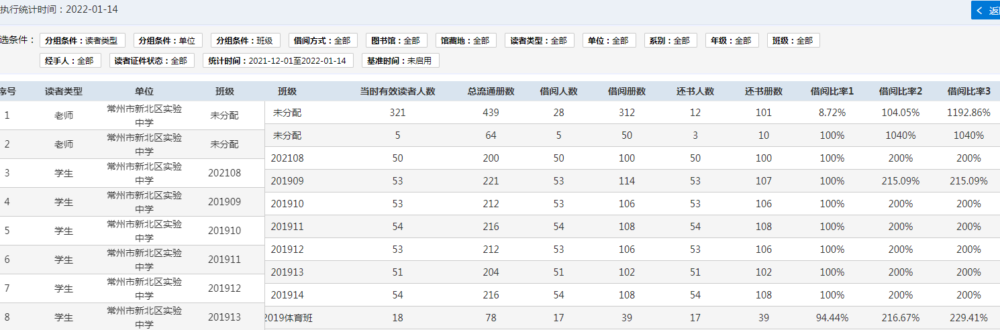 执行统计时间：2022-01-14
返
选条件： 分组条件：读者类型 分组条件：单位 分组条件：班级 借阅方式：全部 图书馆：全部 馆藏地：全部 读者类型：全部 单位：全部 系别：全部 年级：全部 班级：全部
经手人：全部 读者证件状态：全部 统计时间：2021-12-01至2022-01-14 基准时间：未启用
序号 读者类型 单位 班级 班级 当时有效读者人数 总流通册数 借阅人数 借阅册数 还书人数 还书册数 借阅比率1 借阅比率2 借阅比率3
1 老师 常州市新北区实验
中学 未分配
2 老师 常州市新北区实验
中学 未分配
3 学生 常州市新北区实验
中学 202108
4 学生 常州市新北区实验
中学 201909
5 学生 常州市新北区实验
中学 201910
6 学生 常州市新北区实验
中学 201911
7 学生 常州市新北区实验
中学 201912
8 学生 常州市新北区实验
中学 201913
未分配 321 439 28 312 12 101 8.72% 104.05% 1192.86%
未分配 5 64 5 50 3 10 100% 1040% 1040%
202108 50 200 50 100 50 100 100% 200% 200%
201909 53 221 53 114 53 107 100% 215.09% 215.09%
201910 53 212 53 106 53 106 100% 200% 200%
201911 54 216 54 108 54 108 100% 200% 200%
201912 53 212 53 106 53 106 100% 200% 200%
201913 51 204 51 102 51 102 100% 200% 200%
201914 54 216 54 108 54 108 100% 200% 200%
2019体育班 18 78 17 39 17 39 94.44% 216.67% 229.41%